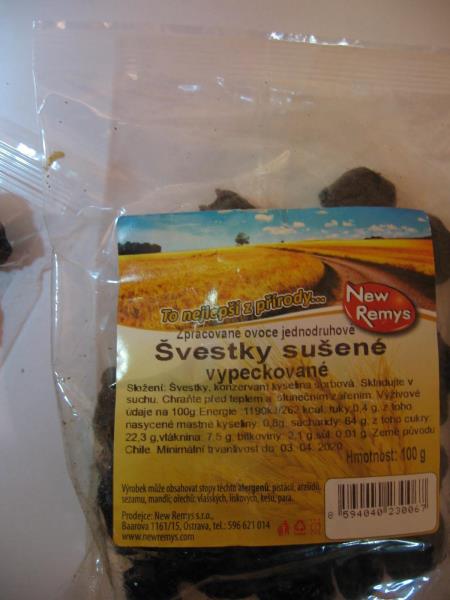 To nejlepší z přírody...
New
Remys
Zpracované ovoce jednodruhové
Švestky sušené
vypeckované
Složení: Švestky, konzervant kyselina sorbová. Skladujte v
suchu. Chraňte před teplem a slunečním zářením. Výživové
údaje na 100g:Energie :1190kJ/262 kcal, tuky 0,4 g, z toho
nasycené mastné kyseliny: 0,8g, sacharidy: 64 g, z toho cukry:
22,3 g,vláknina: 7,5 g, bílkoviny: 2,1 g,sůl: 0,01 g. Země původu:
Chile. Minimální trvanlivost do 03. 04. 2020
Hmotnost: 100 g
Výrobek může obsahovat stopy těchto alergenů: pistácií, arašídů,
sezamu, mandlí; ořechů: vlašských, lískových, kešu, para.
Prodejce: New Remys s.r.o.,
Baarova 1161/15, Ostrava, tel.: 596 621 014
www.newremys.com
8 594040 230067